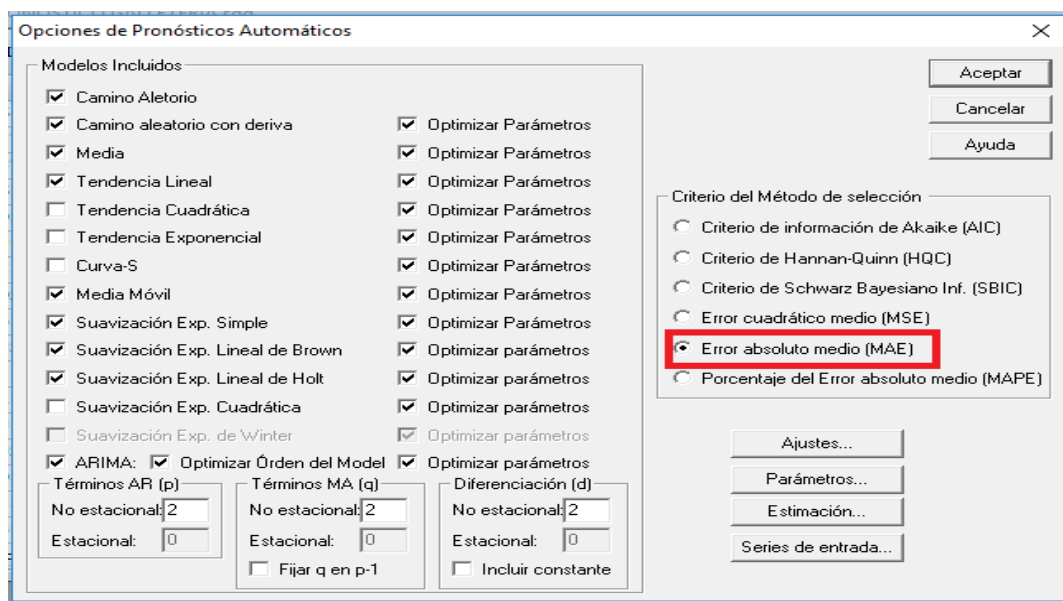 Opciones de Pronósticos Automáticos
Modelos Incluidos
Camino Aletorio
Camino aleatorio con deriva
Optimizar Parámetros
Media
Optimizar Parámetros
Tendencia Lineal
Optimizar Parámetros
Tendencia Cuadrática
Optimizar Parámetros
Tendencia Exponencial
Optimizar Parámetros
Curva-S
Optimizar Parámetros
Media Móvil
Optimizar Parámetros
Suavización Exp. Simple
Optimizar Parámetros
Suavización Exp. Lineal de Brown
Optimizar parámetros
Suavización Exp. Lineal de Holt
Optimizar parámetros
Suavización Exp. Cuadrática
Optimizar parámetros
Suavización Exp. de Winter
Optimizar parámetros
ARIMA:
Optimizar Órden del Model
Optimizar parámetros
Términos AR (p)
No estacional: 2
Estacional: 0
Términos MA (q)
No estacional: 2
Estacional: 0
Fijar q en p-1
Diferenciación (d)
No estacional: 2
Estacional: 0
Incluir constante
Aceptar
Cancelar
Ayuda
Criterio del Método de selección
Criterio de información de Akaike (AIC)
Criterio de Hannan-Quinn (HQC)
Criterio de Schwarz Bayesiano Inf. (SBIC)
Error cuadrático medio (MSE)
Error absoluto medio (MAE)
Porcentaje del Error absoluto medio (MAPE)
Ajustes...
Parámetros...
Estimación...
Series de entrada...